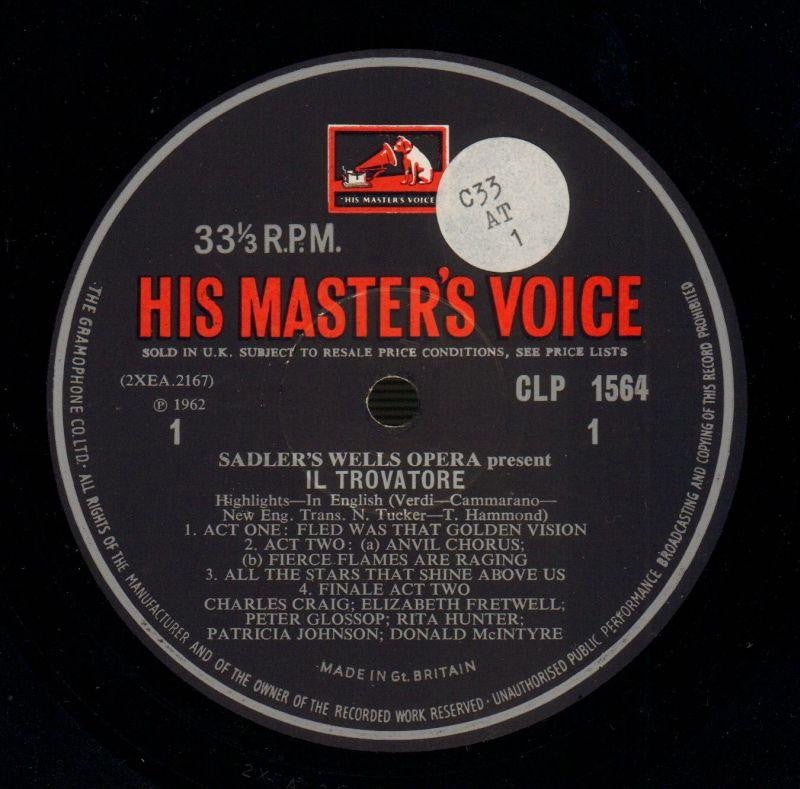 "HIS MASTER'S VOICE
C33
AT
1
33⅓ R.P.M.
HIS MASTER'S VOICE
SOLD IN U.K. SUBJECT TO RESALE PRICE CONDITIONS, SEE PRICE LISTS
(2XEA.2167)
CLP 1564
℗ 1962
1
1
SADLER'S WELLS OPERA present
IL TROVATORE
Highlights—In English (Verdi—Cammarano—
New Eng. Trans. N. Tucker—T. Hammond)
1. ACT ONE: FLED WAS THAT GOLDEN VISION
2. ACT TWO: (a) ANVIL CHORUS;
(b) FIERCE FLAMES ARE RAGING
3. ALL THE STARS THAT SHINE ABOVE US
4. FINALE ACT TWO
CHARLES CRAIG; ELIZABETH FRETWELL;
PETER GLOSSOP; RITA HUNTER;
PATRICIA JOHNSON; DONALD McINTYRE
MADE IN Gt. BRITAIN
·THE GRAMOPHONE CO. LTD.· ALL RIGHTS OF THE MANUFACTURER AND OF THE OWNER OF THE RECORDED WORK RESERVED · UNAUTHORISED PUBLIC PERFORMANCE BROADCASTING AND COPYING OF THIS RECORD PROHIBITED